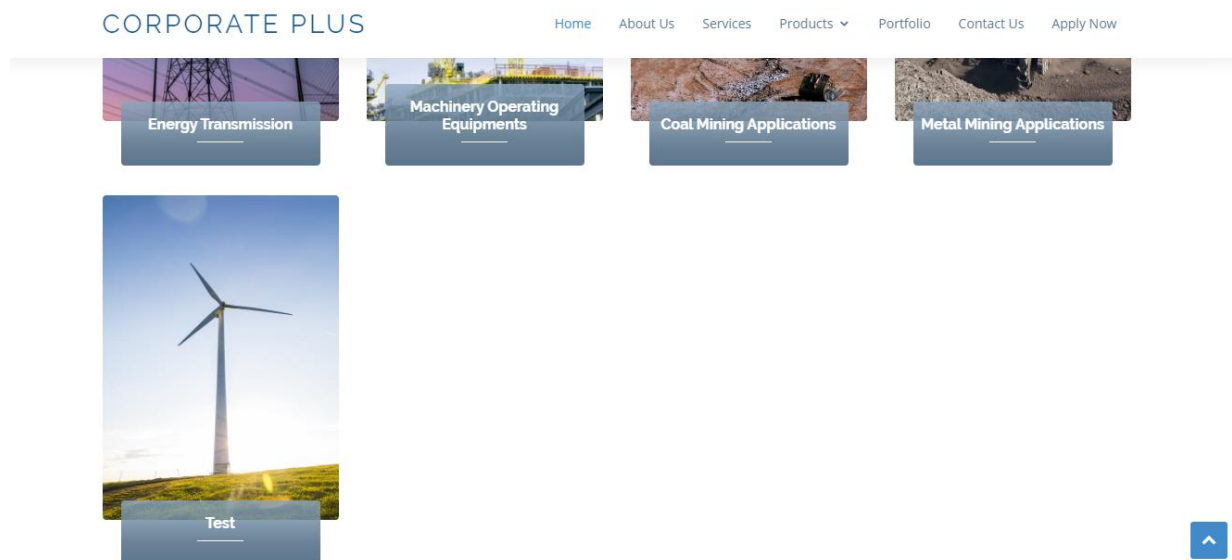 CORPORATE PLUS
Home About Us Services Products Portfolio Contact Us Apply Now
Energy Transmission
Machinery Operating
Equipments
Coal Mining Applications
Metal Mining Applications
Test